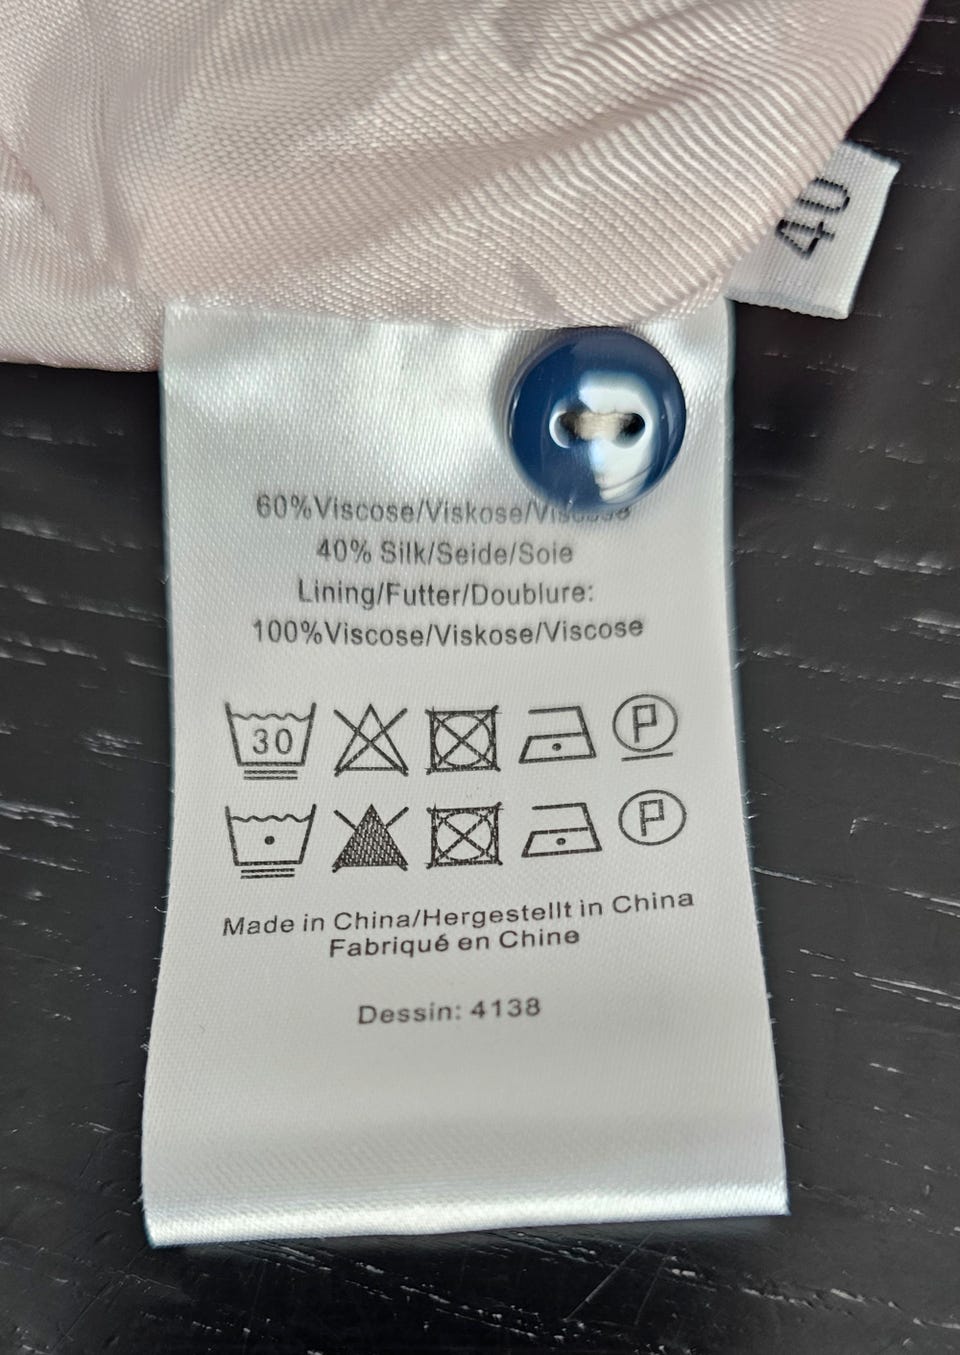 40
60%Viscose/Viskose/Viscose
40% Silk/Seide/Soie
Lining/Futter/Doublure:
100%Viscose/Viskose/Viscose
30 P
P
Made in China/Hergestellt in China
Fabriqué en Chine
Dessin: 4138